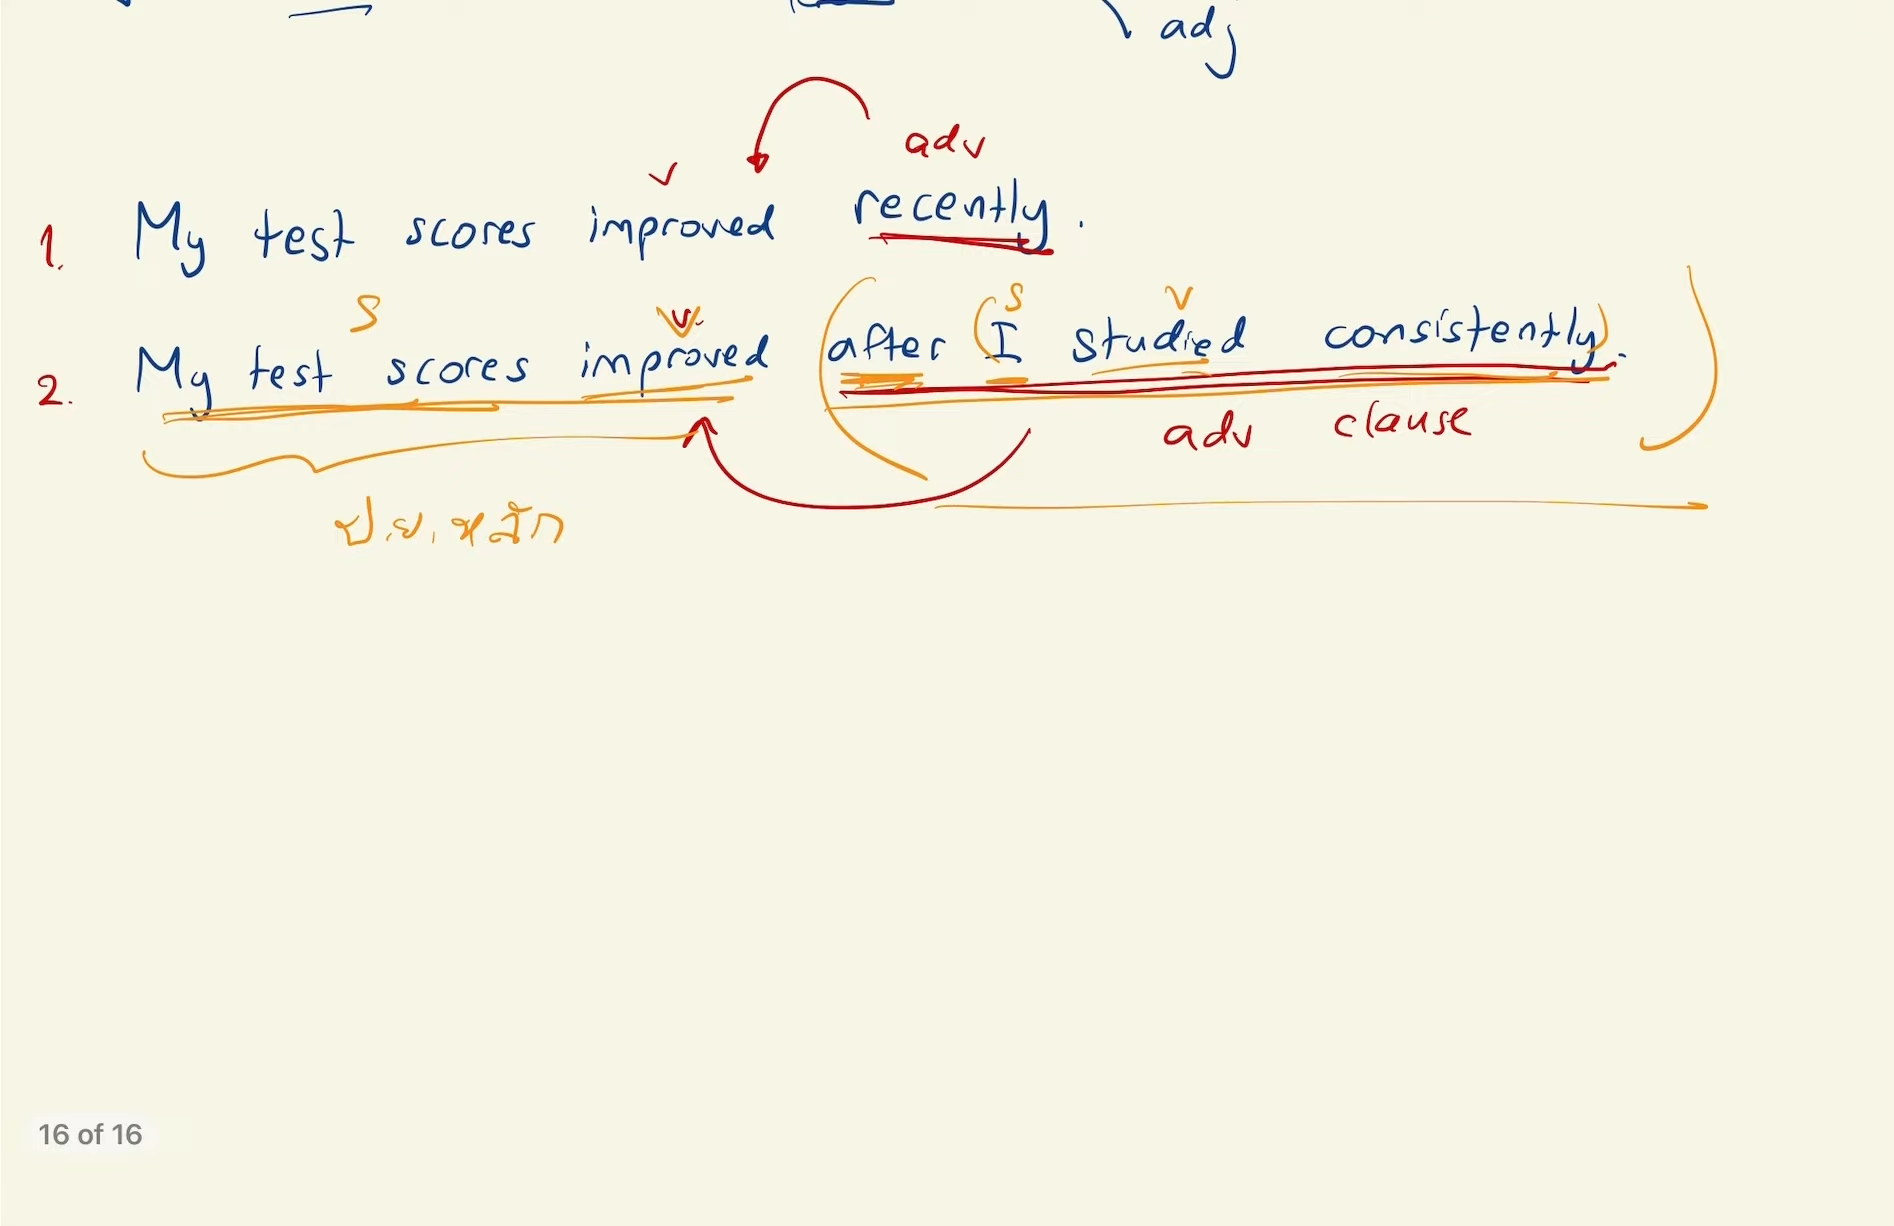 adj
adv
v
1. My test scores improved recently.
S v. S v
2. My test scores improved (after (I studied consistently).)
adv clause
ป.ย.หลัก
16 of 16